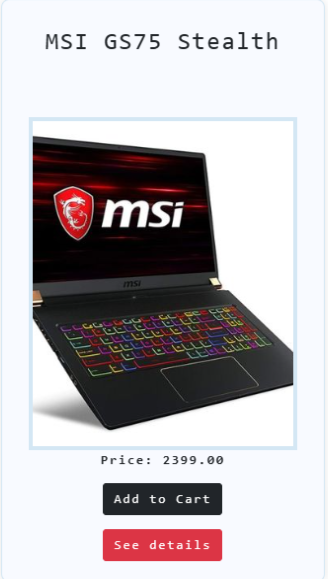 MSI GS75 Stealth
msi
msi
Price: 2399.00
Add to Cart
See details